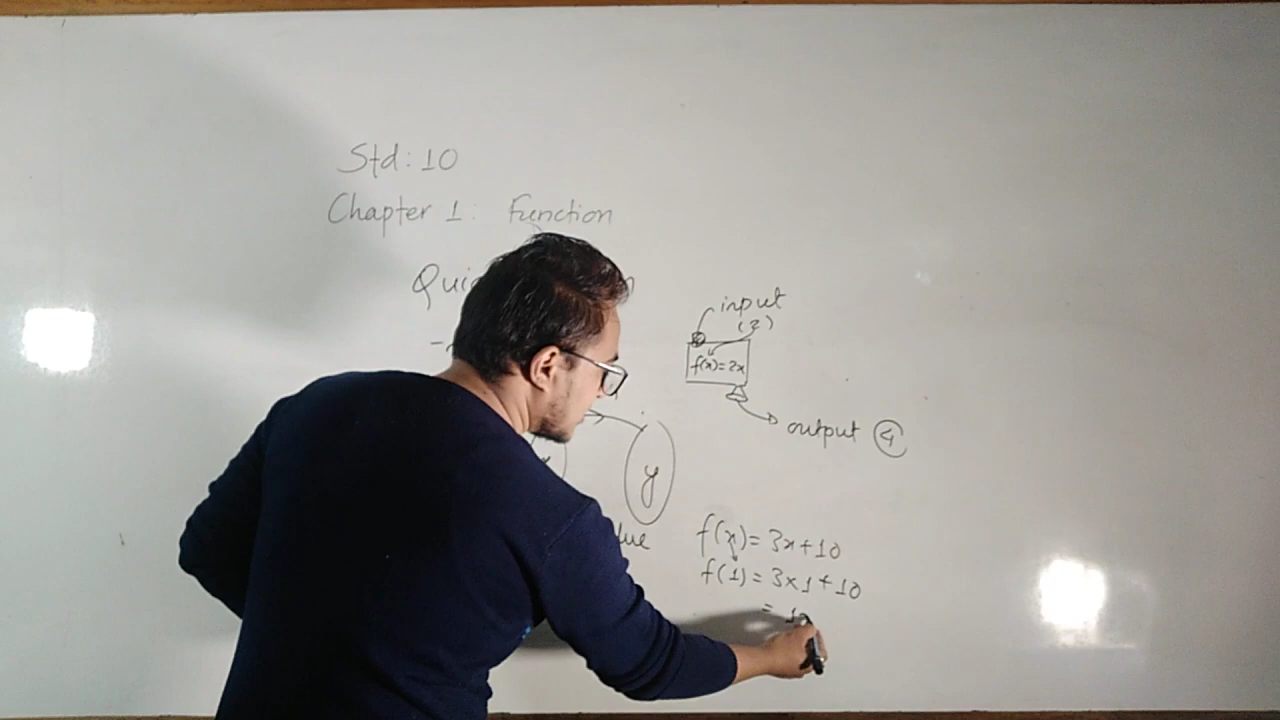 Std: 10
Chapter 1: Function
input
(2)
f(x)=2x
output 4
y
f(x)= 3x+10
f(1)= 3x1+10
=